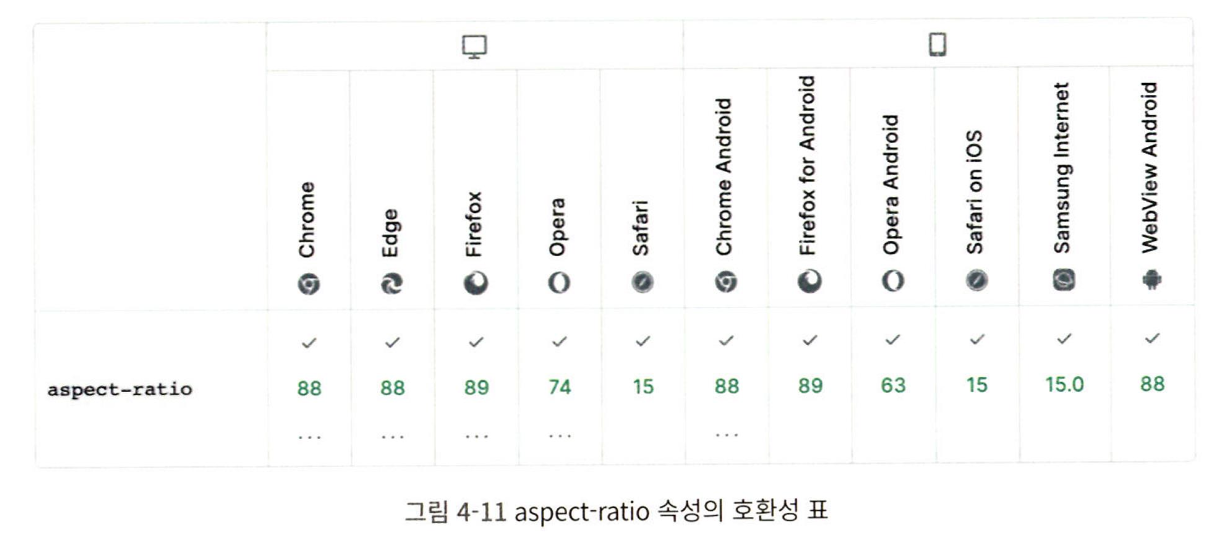 Chrome
Edge
Firefox
Opera
Safari
Chrome Android
Firefox for Android
Opera Android
Safari on iOS
Samsung Internet
WebView Android
✓ ✓ ✓ ✓ ✓ ✓ ✓ ✓ ✓ ✓ ✓
aspect-ratio 88 88 89 74 15 88 89 63 15 15.0 88
... ... ... ... ...
그림 4-11 aspect-ratio 속성의 호환성 표